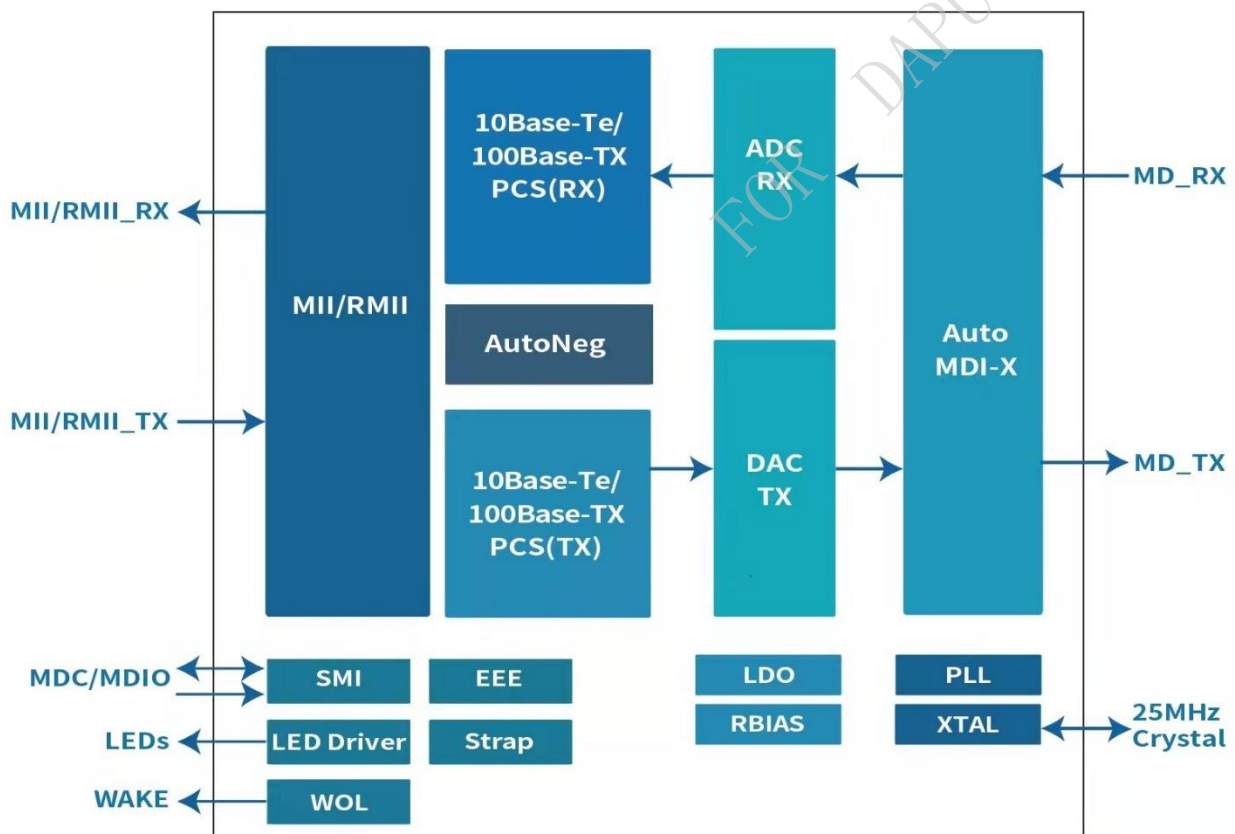 FOR DAPU
10Base-Te/
100Base-TX
PCS(RX)
ADC
RX
MD_RX
MII/RMII_RX
MII/RMII
AutoNeg
Auto
MDI-X
MII/RMII_TX
10Base-Te/
100Base-TX
PCS(TX)
DAC
TX
MD_TX
MDC/MDIO
SMI
EEE
LDO
PLL
LEDs
LED Driver
Strap
RBIAS
XTAL
25MHz
Crystal
WAKE
WOL